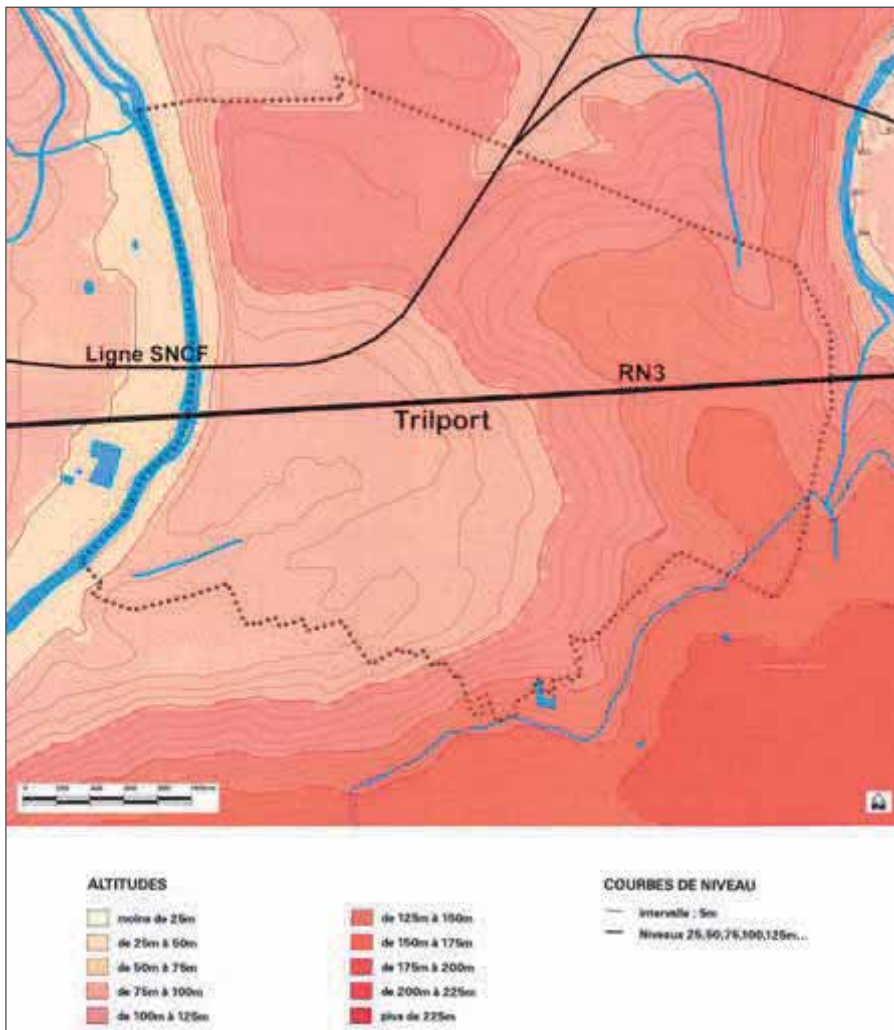 Ligne SNCF
RN3
Trilport
ALTITUDES
moins de 25m
de 25m à 50m
de 50m à 75m
de 75m à 100m
de 100m à 125m
de 125m à 150m
de 150m à 175m
de 175m à 200m
de 200m à 225m
plus de 225m
COURBES DE NIVEAU
intervalle : 5m
Niveaux 25,50,75,100,125m...